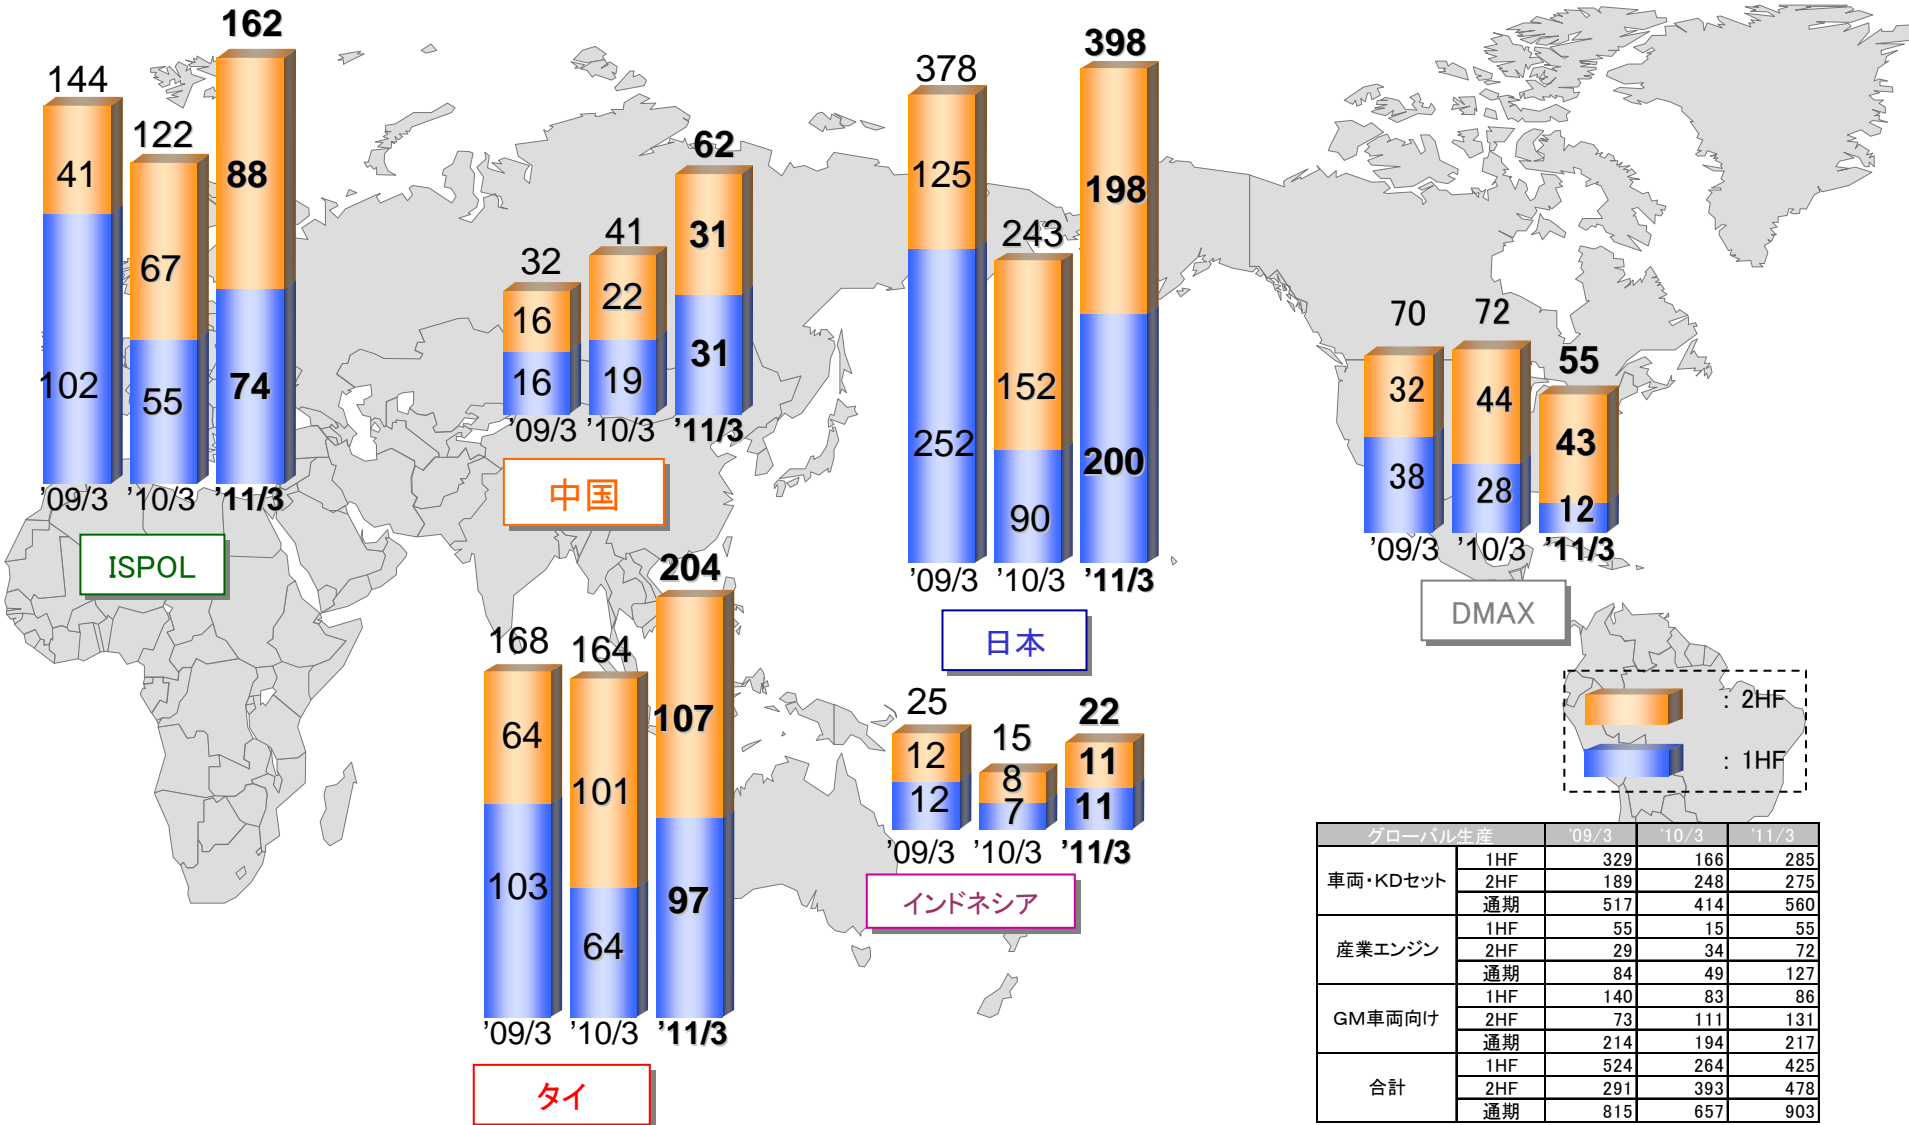 162
144
122
41
67
88
102
55
74
'09/3 '10/3 '11/3
ISPOL
62
41
32
16
22
31
16
19
31
'09/3 '10/3 '11/3
中国
398
378
243
125
152
198
252
90
200
'09/3 '10/3 '11/3
日本
70
72
55
32
44
43
38
28
12
'09/3 '10/3 '11/3
DMAX
204
168
164
64
101
107
103
64
97
'09/3 '10/3 '11/3
タイ
25
15
22
12
8
11
12
7
11
'09/3 '10/3 '11/3
インドネシア
: 2HF
: 1HF
グローバル生産 '09/3 '10/3 '11/3
車両・KDセット 1HF 329 166 285
2HF 189 248 275
通期 517 414 560
産業エンジン 1HF 55 15 55
2HF 29 34 72
通期 84 49 127
GM車両向け 1HF 140 83 86
2HF 73 111 131
通期 214 194 217
合計 1HF 524 264 425
2HF 291 393 478
通期 815 657 903